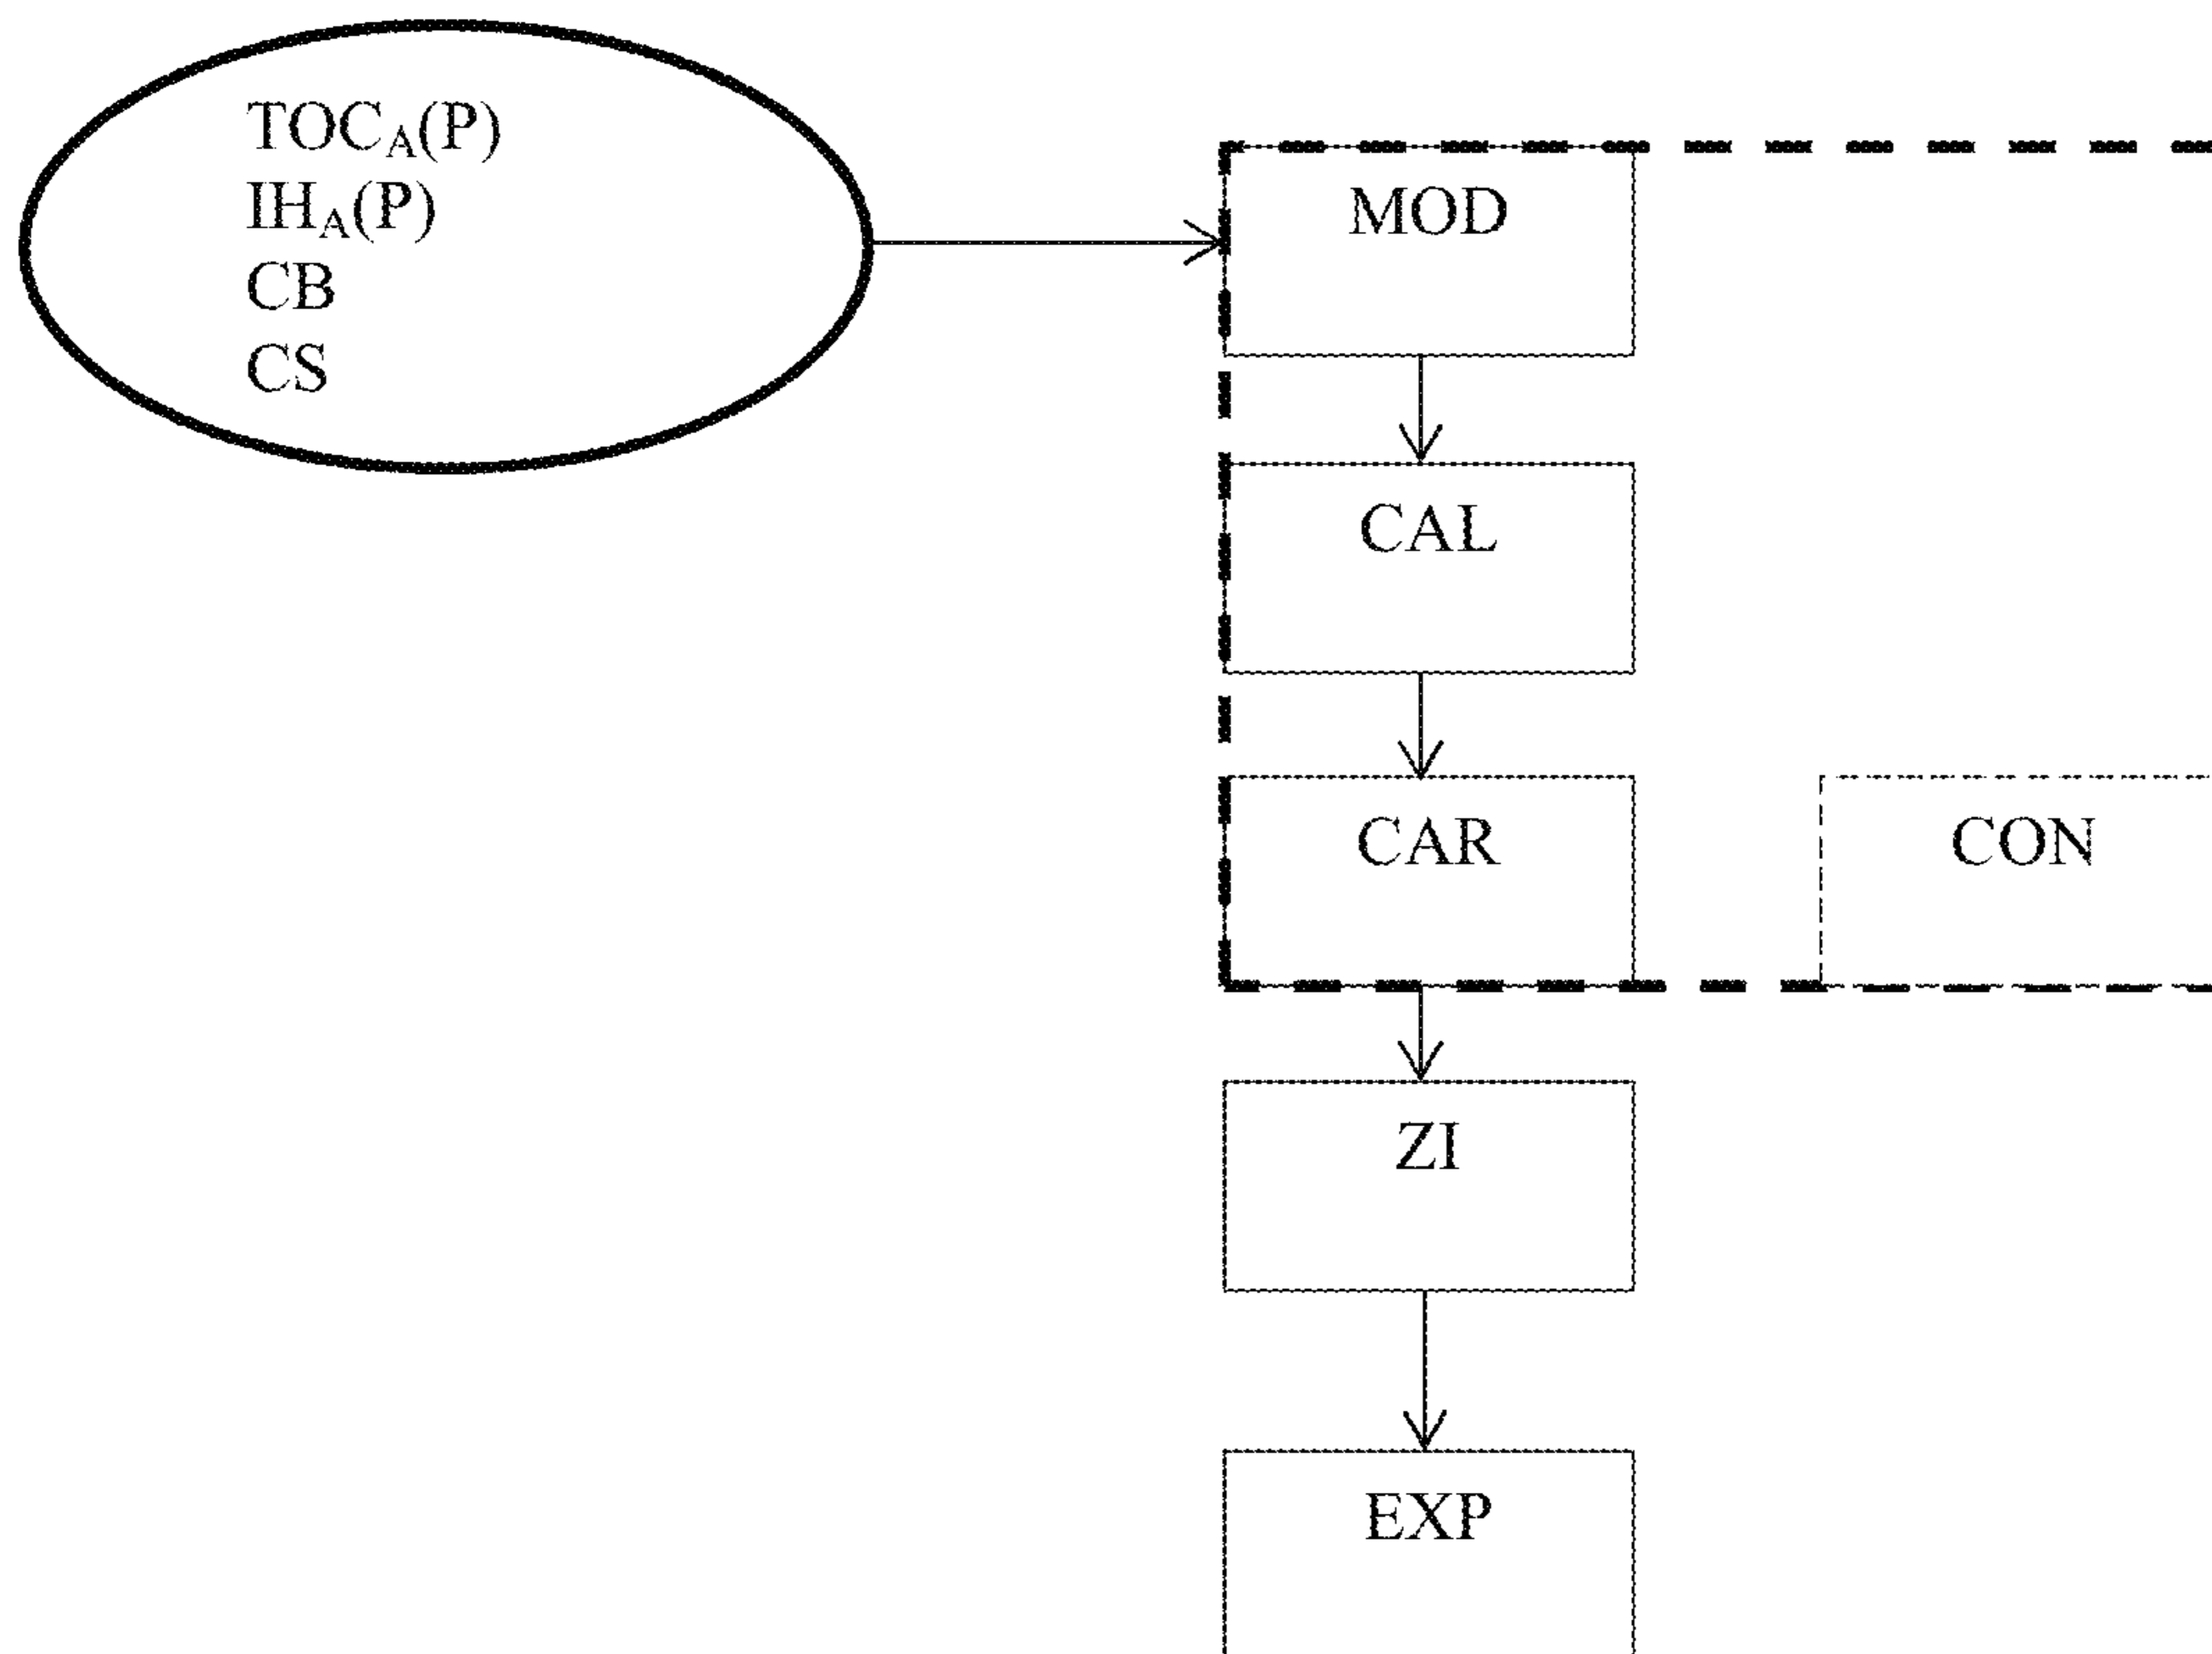 TOCA(P)
IHA(P)
CB
CS
MOD
CAL
CAR
CON
ZI
EXP